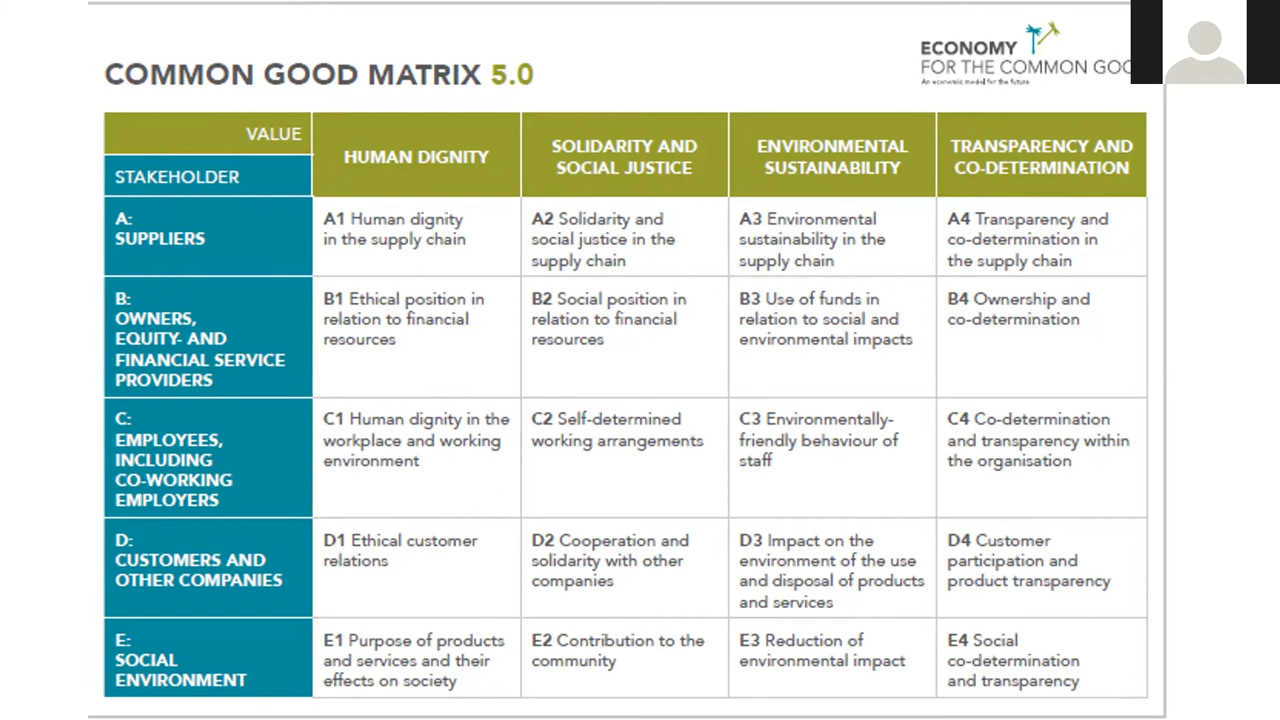 COMMON GOOD MATRIX 5.0
ECONOMY
FOR THE COMMON GOO
An economic model for the future
VALUE
STAKEHOLDER
HUMAN DIGNITY
SOLIDARITY AND
SOCIAL JUSTICE
ENVIRONMENTAL
SUSTAINABILITY
TRANSPARENCY AND
CO-DETERMINATION
A:
SUPPLIERS
A1 Human dignity
in the supply chain
A2 Solidarity and
social justice in the
supply chain
A3 Environmental
sustainability in the
supply chain
A4 Transparency and
co-determination in
the supply chain
B:
OWNERS,
EQUITY- AND
FINANCIAL SERVICE
PROVIDERS
B1 Ethical position in
relation to financial
resources
B2 Social position in
relation to financial
resources
B3 Use of funds in
relation to social and
environmental impacts
B4 Ownership and
co-determination
C:
EMPLOYEES,
INCLUDING
CO-WORKING
EMPLOYERS
C1 Human dignity in the
workplace and working
environment
C2 Self-determined
working arrangements
C3 Environmentally-
friendly behaviour of
staff
C4 Co-determination
and transparency within
the organisation
D:
CUSTOMERS AND
OTHER COMPANIES
D1 Ethical customer
relations
D2 Cooperation and
solidarity with other
companies
D3 Impact on the
environment of the use
and disposal of products
and services
D4 Customer
participation and
product transparency
E:
SOCIAL
ENVIRONMENT
E1 Purpose of products
and services and their
effects on society
E2 Contribution to the
community
E3 Reduction of
environmental impact
E4 Social
co-determination
and transparency